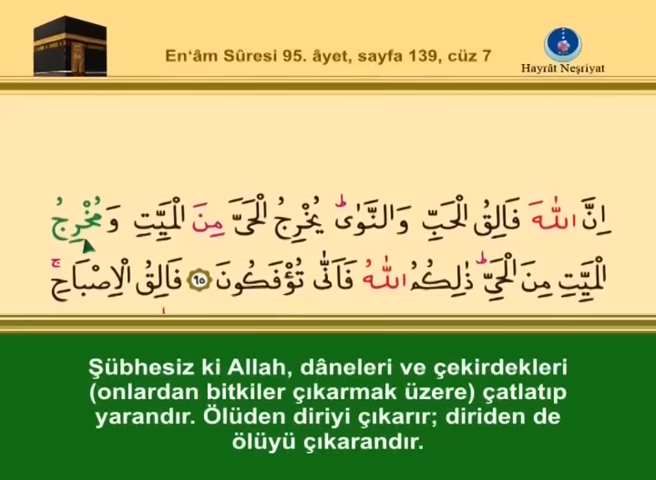 En‘âm Sûresi 95. âyet, sayfa 139, cüz 7
Hayrât Neşriyat
اِنَّ اللّٰهَ فَالِقُ الْحَبِّ وَالنَّوٰىۜ يُخْرِجُ الْحَيَّ مِنَ الْمَيِّتِ وَ مُخْرِجُ
الْمَيِّتِ مِنَ الْحَيِّۜ ذٰلِكُمُ اللّٰهُ فَاَنّٰى تُؤْفَكُونَ ﴿٩٥﴾ فَالِقُ الْاِصْبَاحِۚ
Şübhesiz ki Allah, dâneleri ve çekirdekleri
(onlardan bitkiler çıkarmak üzere) çatlatıp
yarandır. Ölüden diriyi çıkarır; diriden de
ölüyü çıkarandır.